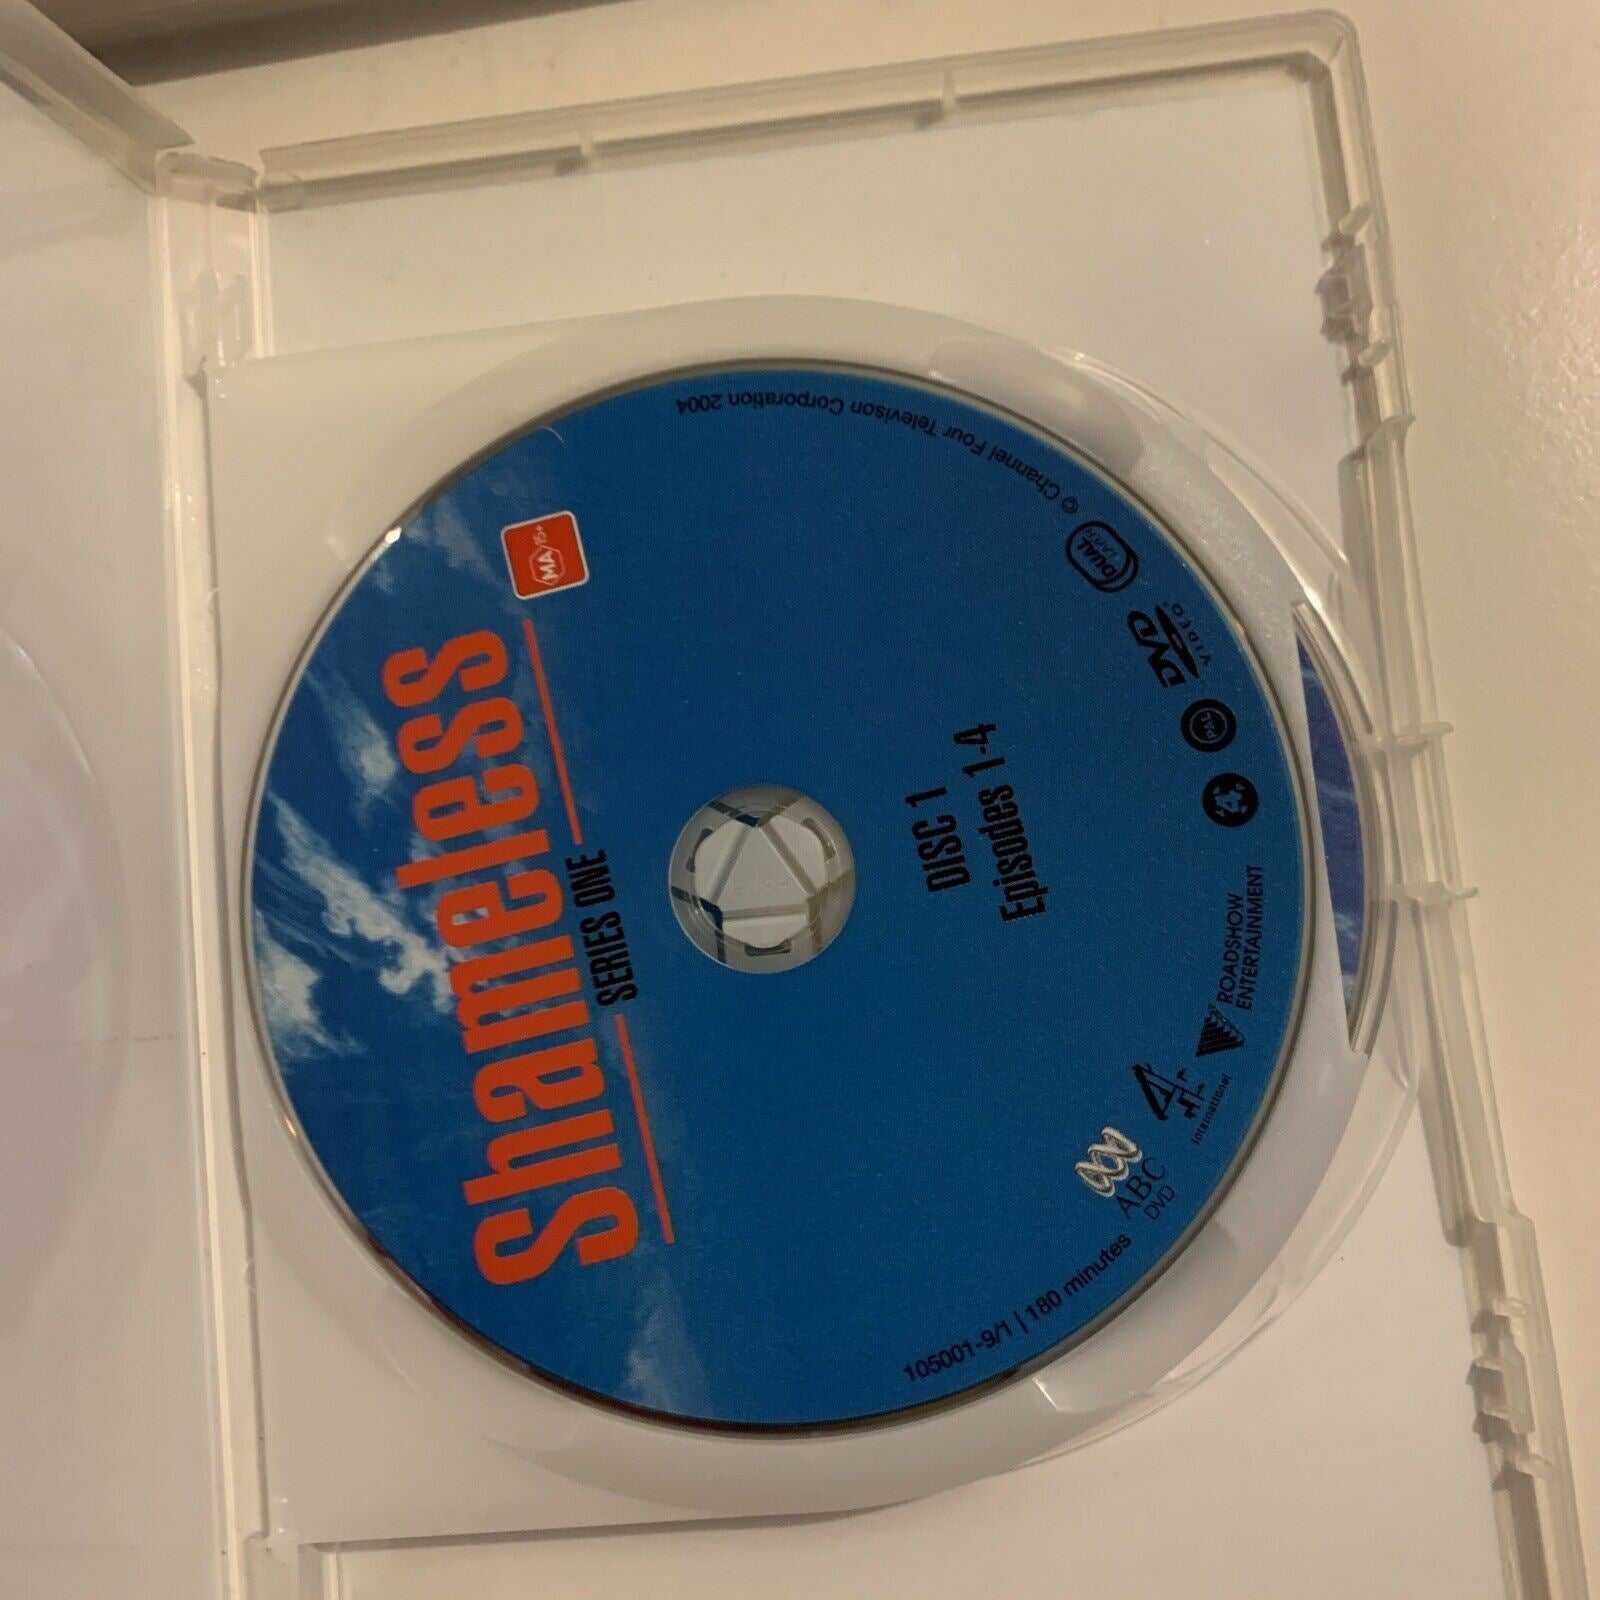 Shameless
SERIES ONE
MA 15+
DISC 1
Episodes 1-4
105001-9/1 | 180 minutes
ABC
DVD
4
International
ROADSHOW
ENTERTAINMENT
4
PAL
DVD
VIDEO
DUAL
LAYER
© Channel Four Televison Corporation 2004